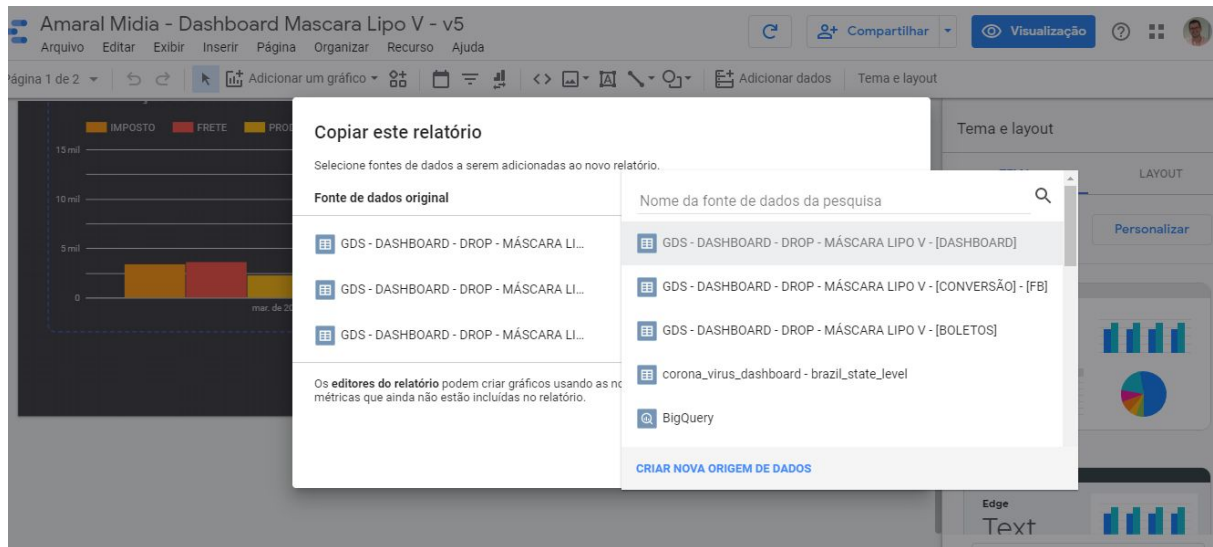 Amaral Midia - Dashboard Mascara Lipo V - v5
Arquivo Editar Exibir Inserir Página Organizar Recurso Ajuda
Compartilhar
Visualização
Página 1 de 2
Adicionar um gráfico
Adicionar dados
Tema e layout
IMPOSTO FRETE
15 mil
10 mil
5 mil
0
mar. de
Copiar este relatório
Selecione fontes de dados a serem adicionadas ao novo relatório.
Fonte de dados original
GDS - DASHBOARD - DROP - MÁSCARA LI...
GDS - DASHBOARD - DROP - MÁSCARA LI...
GDS - DASHBOARD - DROP - MÁSCARA LI...
Os editores do relatório podem criar gráficos usando as
métricas que ainda não estão incluídas no relatório.
Nome da fonte de dados da pesquisa
GDS - DASHBOARD - DROP - MÁSCARA LIPO V - [DASHBOARD]
GDS - DASHBOARD - DROP - MÁSCARA LIPO V - [CONVERSÃO] - [FB]
GDS - DASHBOARD - DROP - MÁSCARA LIPO V - [BOLETOS]
corona_virus_dashboard - brazil_state_level
BigQuery
CRIAR NOVA ORIGEM DE DADOS
Tema e layout
LAYOUT
Personalizar
Edge
Text